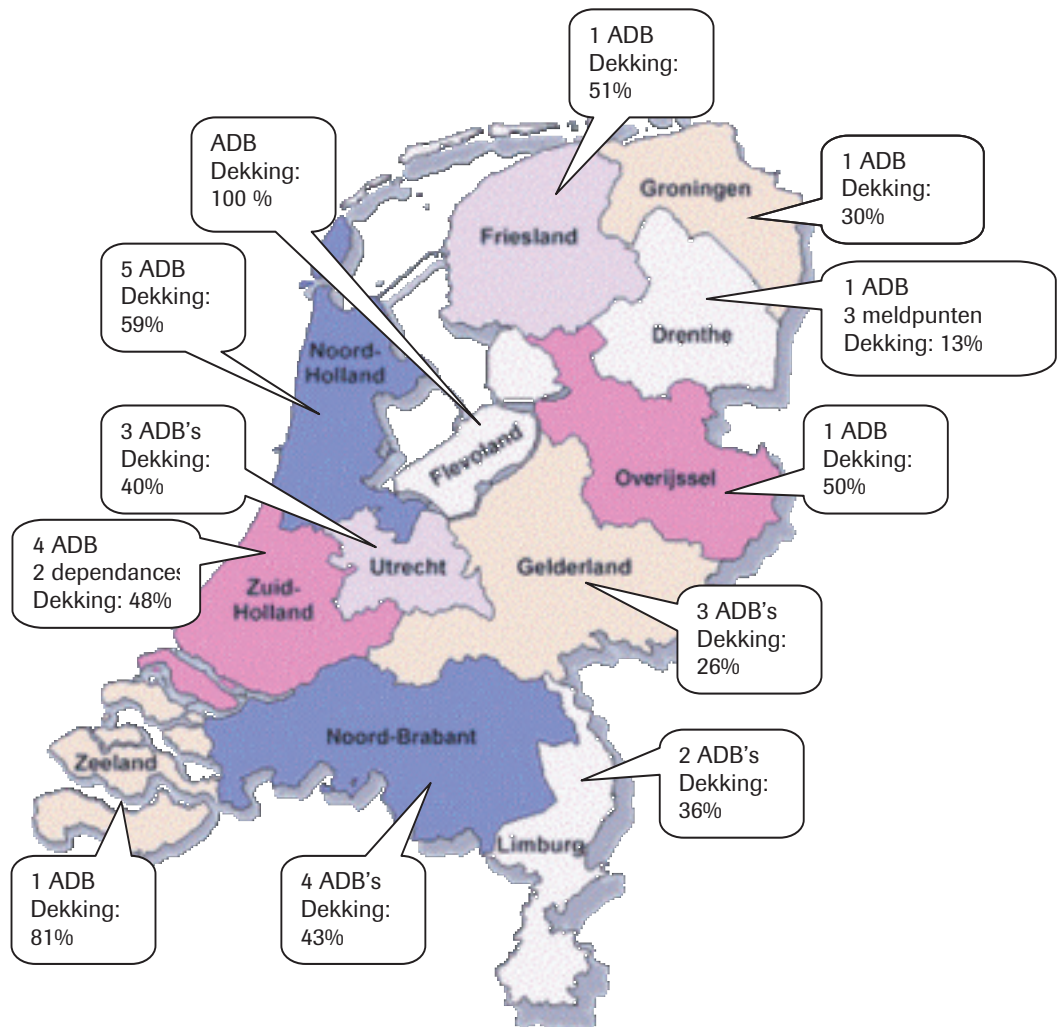 1 ADB
Dekking:
51%
ADB
Dekking:
100 %
Groningen
1 ADB
Dekking:
30%
Friesland
5 ADB
Dekking:
59%
1 ADB
3 meldpunten
Dekking: 13%
Drenthe
Noord-
Holland
3 ADB's
Dekking:
40%
Flevoland
1 ADB
Dekking:
50%
Overijssel
4 ADB
2 dependances
Dekking: 48%
Utrecht
Gelderland
Zuid-
Holland
3 ADB's
Dekking:
26%
Noord-Brabant
Zeeland
2 ADB's
Dekking:
36%
Limburg
1 ADB
Dekking:
81%
4 ADB's
Dekking:
43%